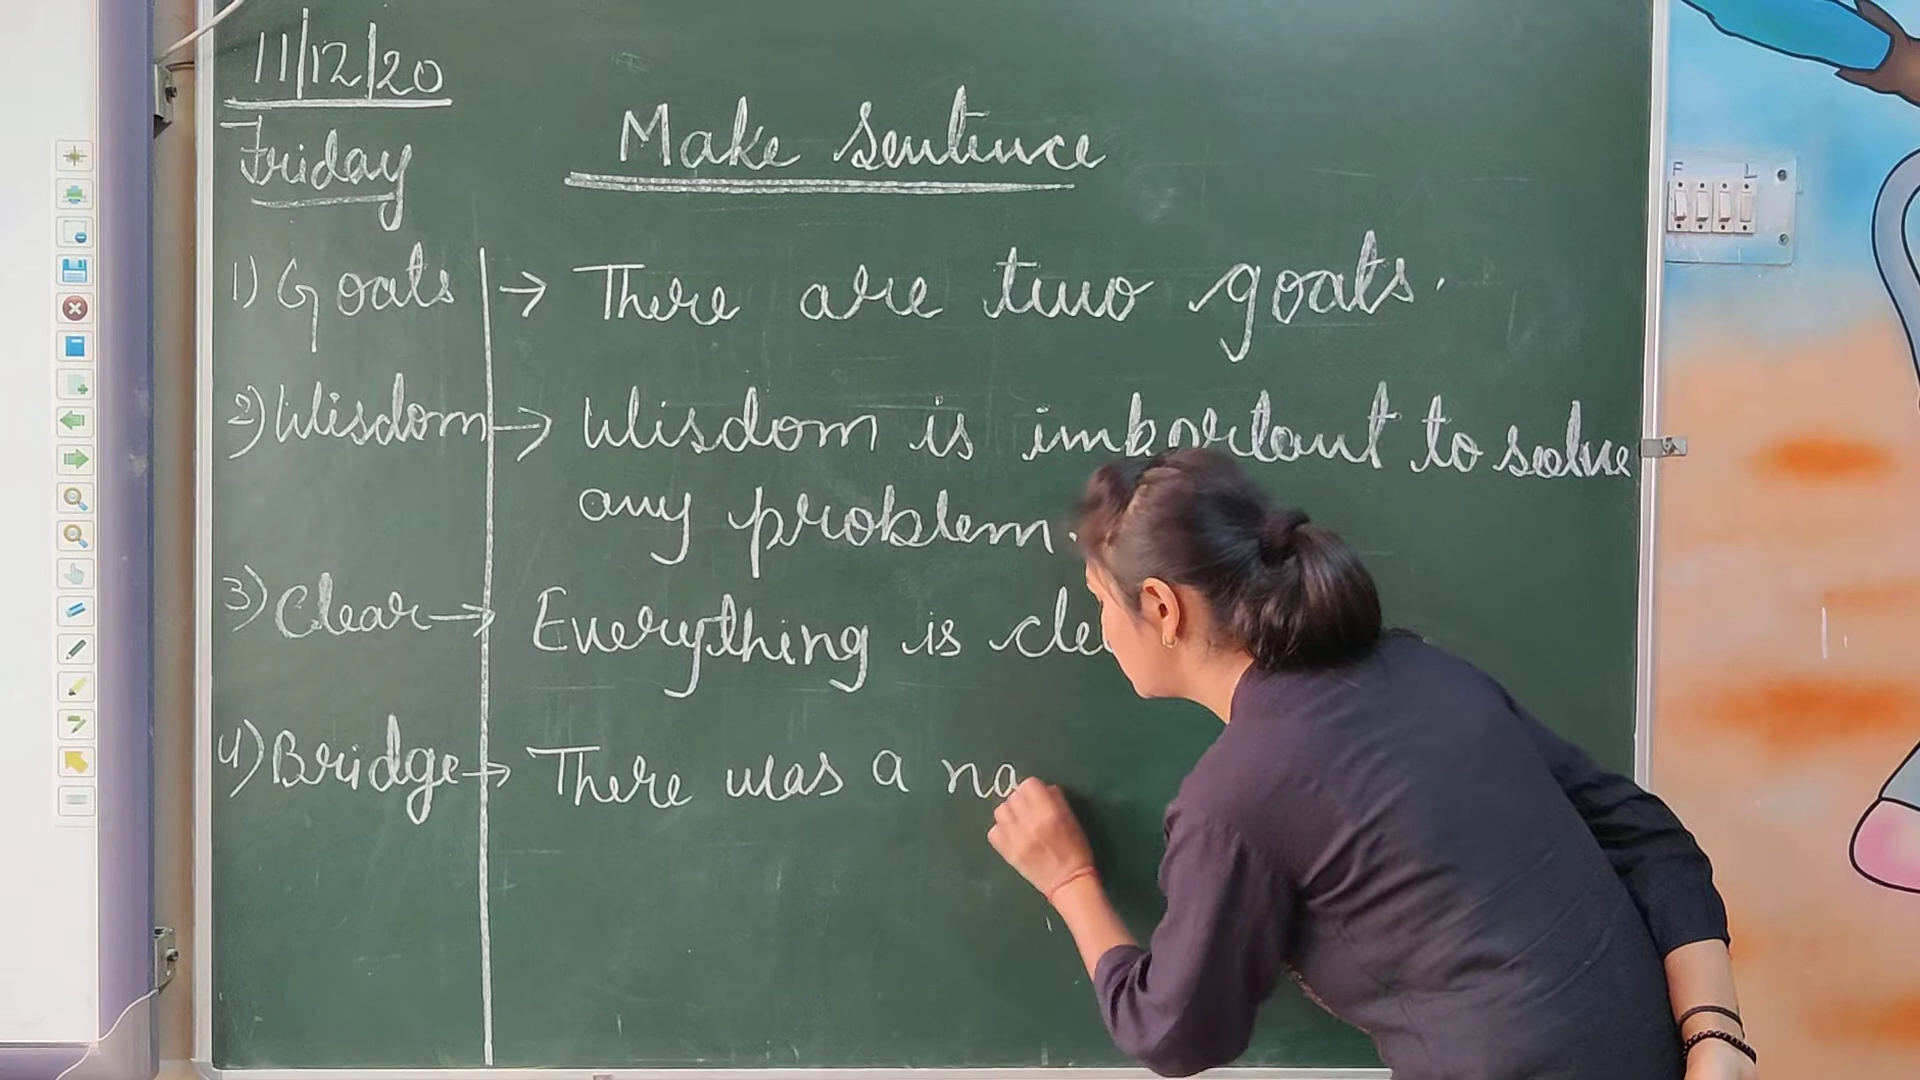 11/12/20
Friday
Make Sentence
1) Goats → There are two goats.
2) Wisdom → Wisdom is important to solve
any problem.
3) Clear → Everything is cle
4) Bridge → There was a na
F L